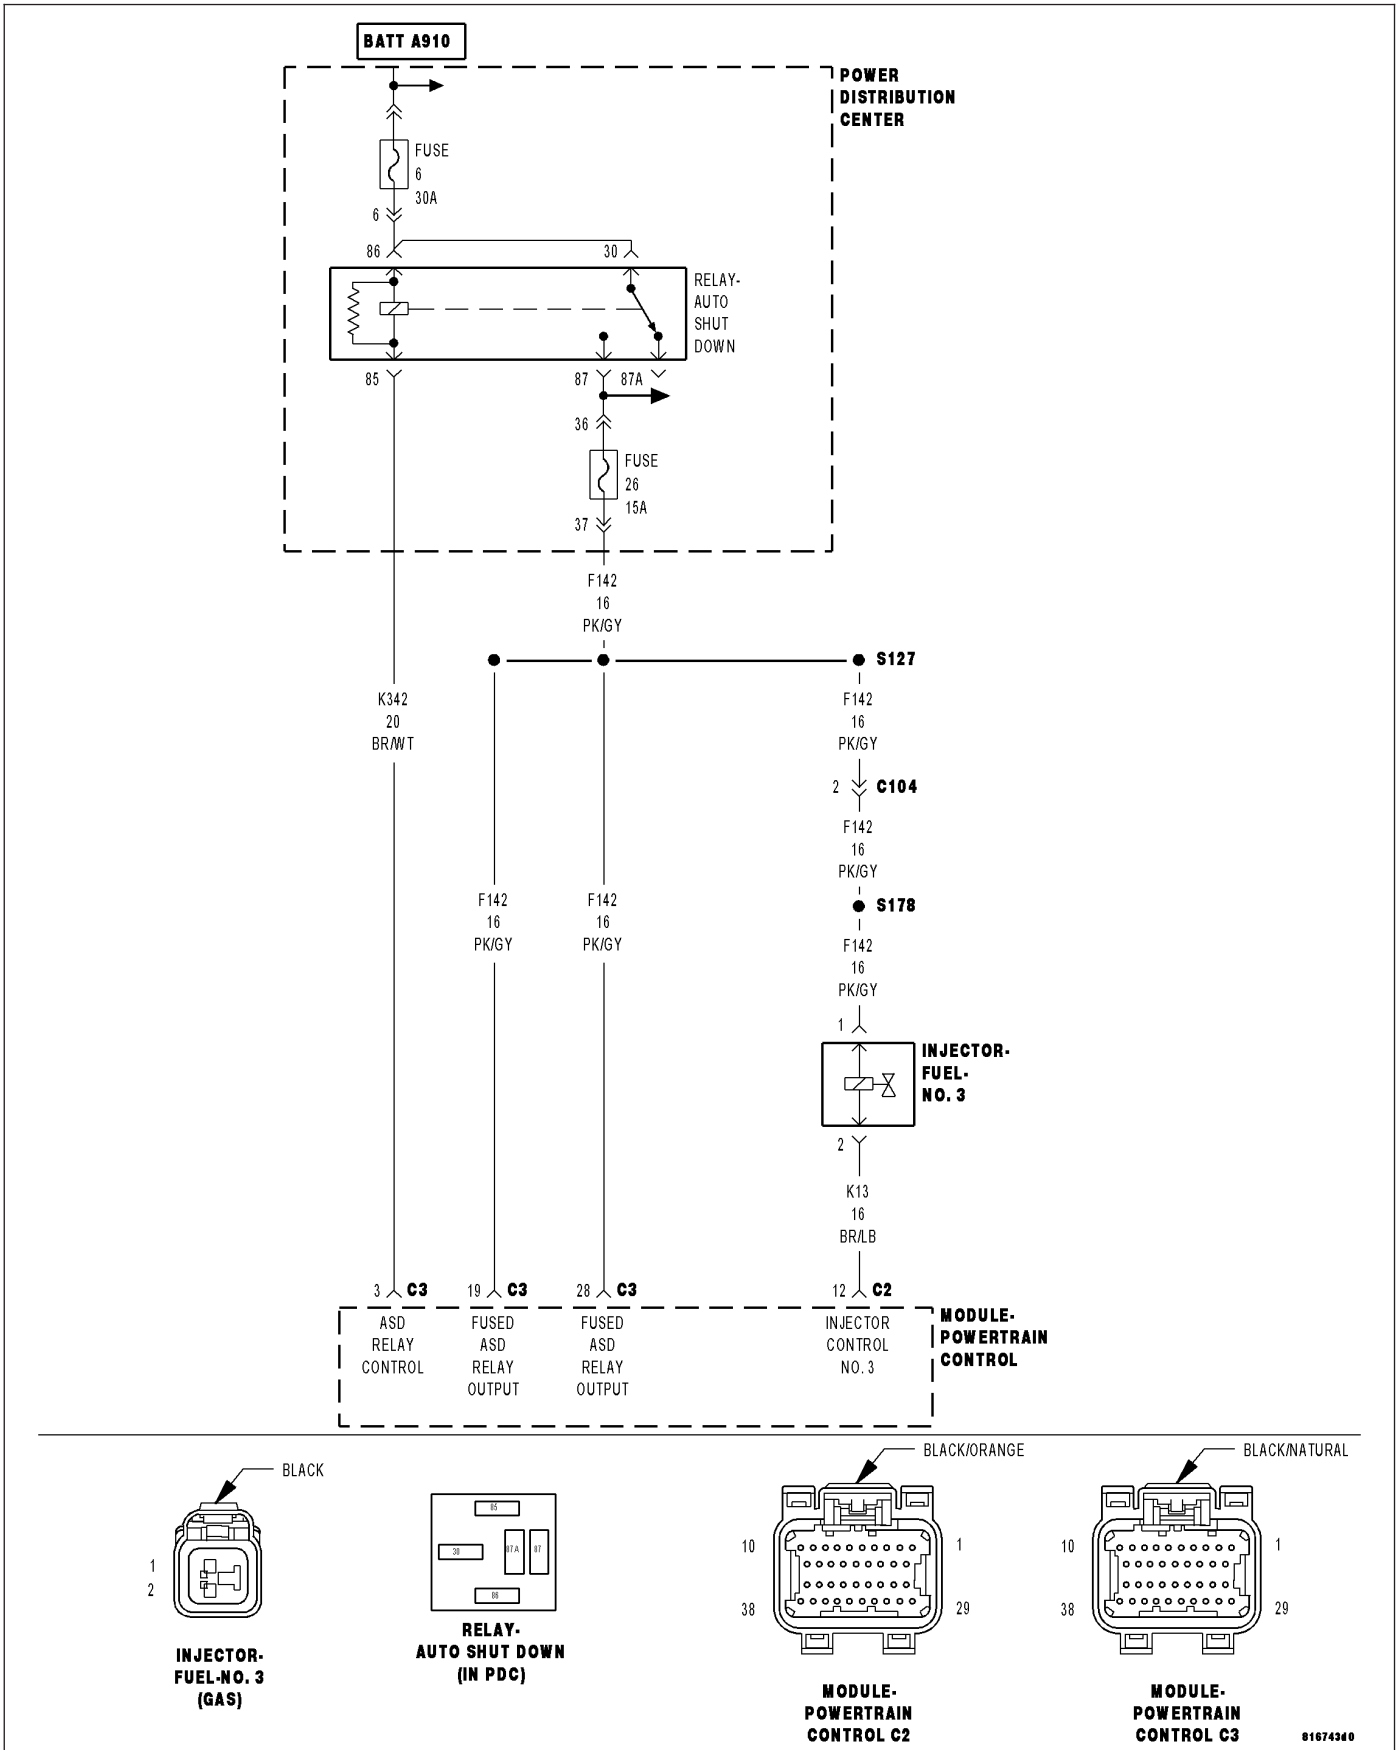 BATT A910
POWER
DISTRIBUTION
CENTER
FUSE
6
30A
6
86
30
RELAY-
AUTO
SHUT
DOWN
85
87
87A
36
FUSE
26
15A
37
F142
16
PK/GY
S127
K342
20
BR/WT
F142
16
PK/GY
2
C104
F142
16
PK/GY
F142
16
PK/GY
F142
16
PK/GY
S178
F142
16
PK/GY
1
INJECTOR-
FUEL-
NO. 3
2
K13
16
BR/LB
3 C3
19 C3
28 C3
12 C2
ASD
RELAY
CONTROL
FUSED
ASD
RELAY
OUTPUT
FUSED
ASD
RELAY
OUTPUT
INJECTOR
CONTROL
NO. 3
MODULE-
POWERTRAIN
CONTROL
BLACK
1
2
INJECTOR-
FUEL-NO. 3
(GAS)
85
30
87A
87
86
RELAY-
AUTO SHUT DOWN
(IN PDC)
BLACK/ORANGE
10
1
38
29
MODULE-
POWERTRAIN
CONTROL C2
BLACK/NATURAL
10
1
38
29
MODULE-
POWERTRAIN
CONTROL C3
816743d0